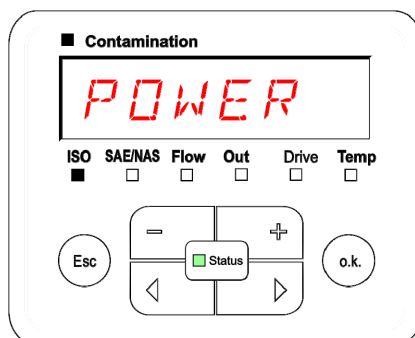 Contamination
POWER
ISO SAE/NAS Flow Out Drive Temp
− +
Esc Status o.k.